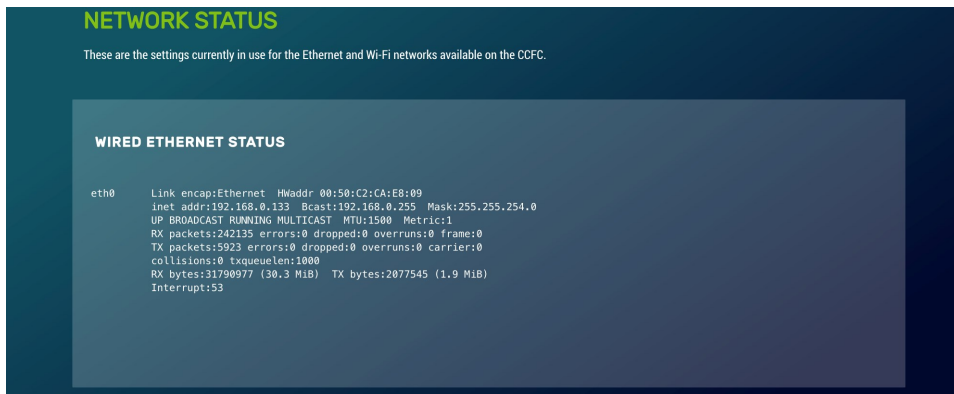 NETWORK STATUS
These are the settings currently in use for the Ethernet and Wi-Fi networks available on the CCFC.
WIRED ETHERNET STATUS
eth0 Link encap:Ethernet HWaddr 00:50:C2:CA:E8:09
inet addr:192.168.0.133 Bcast:192.168.0.255 Mask:255.255.254.0
UP BROADCAST RUNNING MULTICAST MTU:1500 Metric:1
RX packets:242135 errors:0 dropped:0 overruns:0 frame:0
TX packets:5923 errors:0 dropped:0 overruns:0 carrier:0
collisions:0 txqueuelen:1000
RX bytes:31790977 (30.3 MiB) TX bytes:2077545 (1.9 MiB)
Interrupt:53